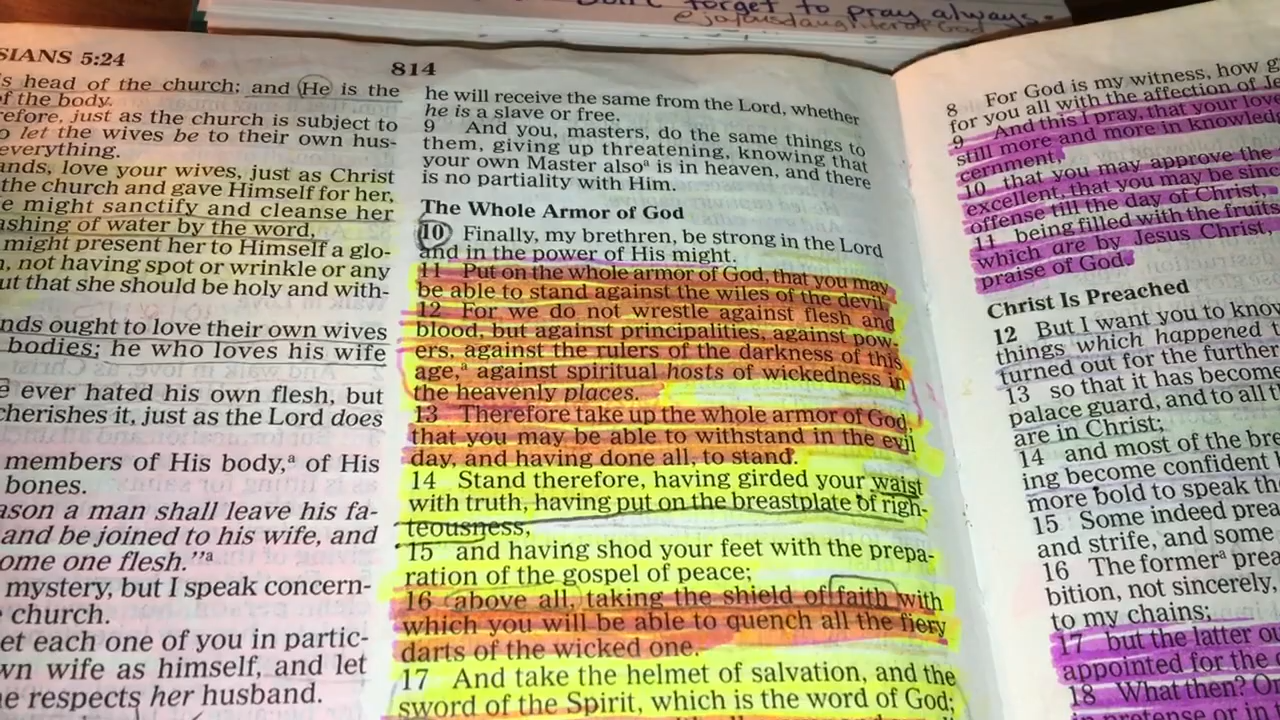 Don't forget to pray always.
SIANS 5:24
814
s head of the church; and He is the
of the body.
refore, just as the church is subject to
o let the wives be to their own hus-
everything.
ands, love your wives, just as Christ
the church and gave Himself for her,
e might sanctify and cleanse her
ashing of water by the word,
might present her to Himself a glo-
, not having spot or wrinkle or any
ut that she should be holy and with-
nds ought to love their own wives
bodies; he who loves his wife
e ever hated his own flesh, but
cherishes it, just as the Lord does
members of His body,ᵃ of His
bones.
ason a man shall leave his fa-
and be joined to his wife, and
ome one flesh."ᵃ
mystery, but I speak concern-
church.
et each one of you in partic-
wn wife as himself, and let
e respects her husband.
he will receive the same from the Lord, whether
he is a slave or free.
9 And you, masters, do the same things to
them, giving up threatening, knowing that
your own Master alsoᵃ is in heaven, and there
is no partiality with Him.
The Whole Armor of God
10 Finally, my brethren, be strong in the Lord
and in the power of His might.
11 Put on the whole armor of God, that you may
be able to stand against the wiles of the devil.
12 For we do not wrestle against flesh and
blood, but against principalities, against pow-
ers, against the rulers of the darkness of this
age,ᵃ against spiritual hosts of wickedness in
the heavenly places.
13 Therefore take up the whole armor of God,
that you may be able to withstand in the evil
day, and having done all, to stand.
14 Stand therefore, having girded your waist
with truth, having put on the breastplate of righ-
teousness,
15 and having shod your feet with the prepa-
ration of the gospel of peace;
16 above all, taking the shield of faith with
which you will be able to quench all the fiery
darts of the wicked one.
17 And take the helmet of salvation, and the
sword of the Spirit, which is the word of God;
8 For God is my witness, how g
for you all with the affection of Je
9 And this I pray, that your love
still more and more in knowled
cernment,
10 that you may approve the
excellent, that you may be sinc
offense till the day of Christ,
11 being filled with the fruits
which are by Jesus Christ,
praise of God.
Christ Is Preached
12 But I want you to know
things which happened t
turned out for the further
13 so that it has become
palace guard, and to all t
are in Christ;
14 and most of the bre
ing become confident
more bold to speak th
15 Some indeed prea
and strife, and some
16 The formerᵃ prea
bition, not sincerely,
to my chains;
17 but the latter o
appointed for the
18 What then? On
in pretense or in